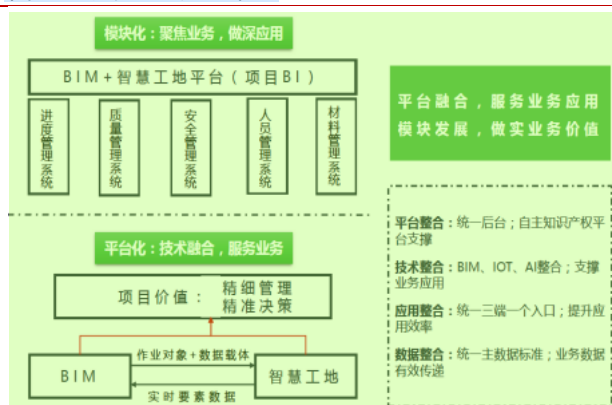 模块化：聚焦业务，做深应用
BIM+智慧工地平台（项目BI）
进度管理系统
质量管理系统
安全管理系统
人员管理系统
材料管理系统
平台融合，服务业务应用
模块发展，做实业务价值
平台化：技术融合，服务业务
项目价值：
精细管理
精准决策
作业对象+数据载体
BIM
智慧工地
实时要素数据
平台整合：统一后台；自主知识产权平
台支撑
技术整合：BIM、IOT、AI整合；支撑
业务应用
应用整合：统一三端一个入口；提升应
用效率
数据整合：统一主数据标准；业务数据
有效传递